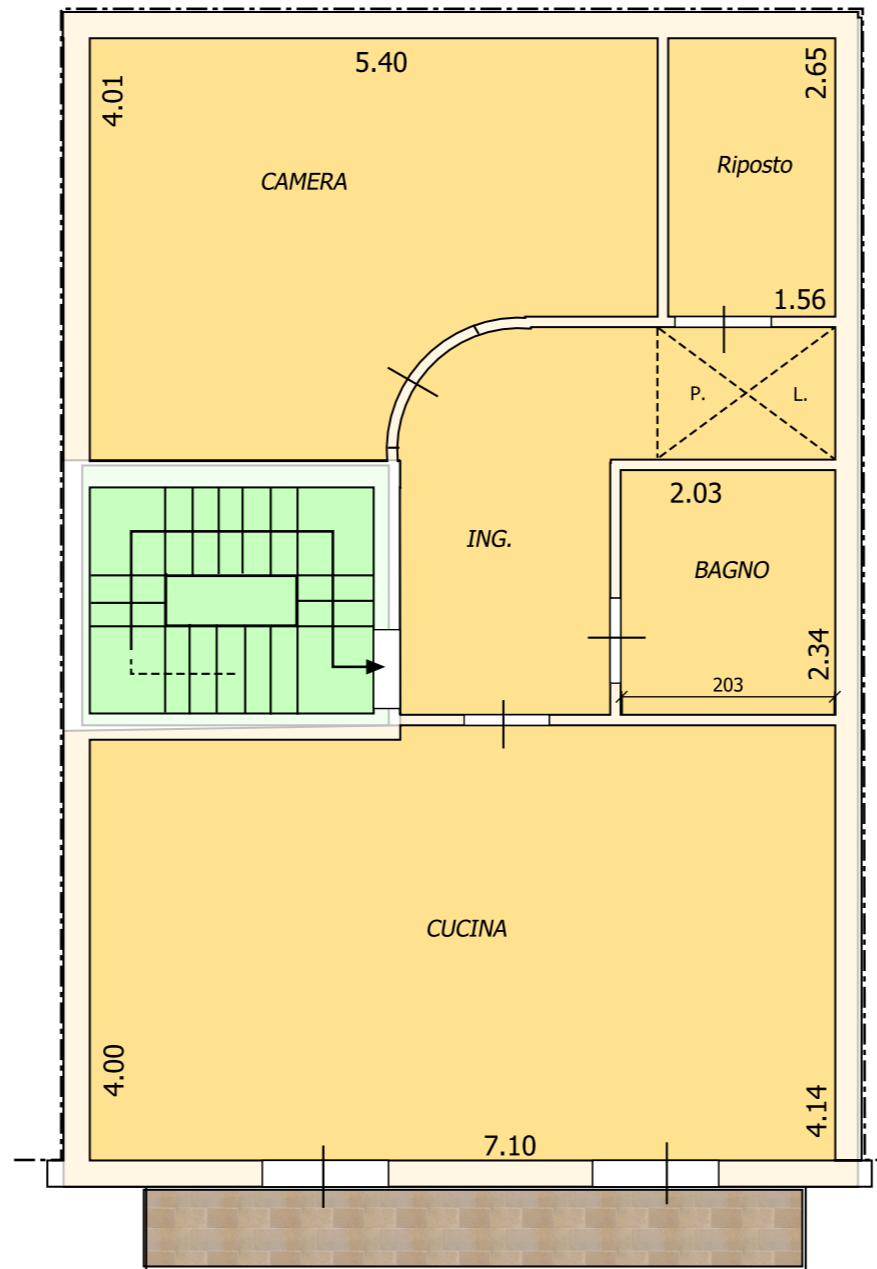 5.40
4.01
2.65
CAMERA
Riposto
1.56
P.
L.
2.03
ING.
BAGNO
2.34
203
CUCINA
4.00
4.14
7.10